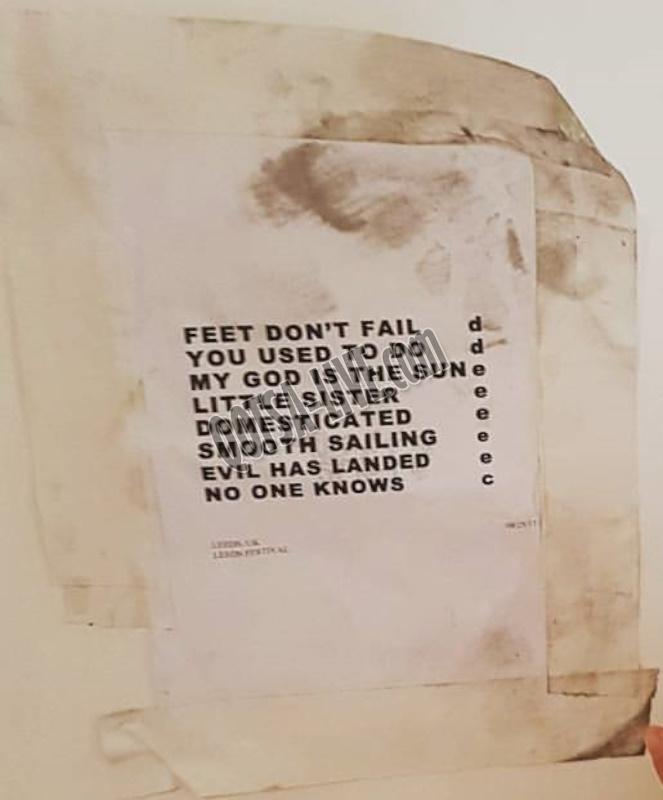 FEET DON'T FAIL d
YOU USED TO DO d
MY GOD IS THE SUN e
LITTLE SISTER e
DOMESTICATED e
SMOOTH SAILING e
EVIL HAS LANDED e
NO ONE KNOWS c
LEEDS, UK
LEEDS FESTIVAL